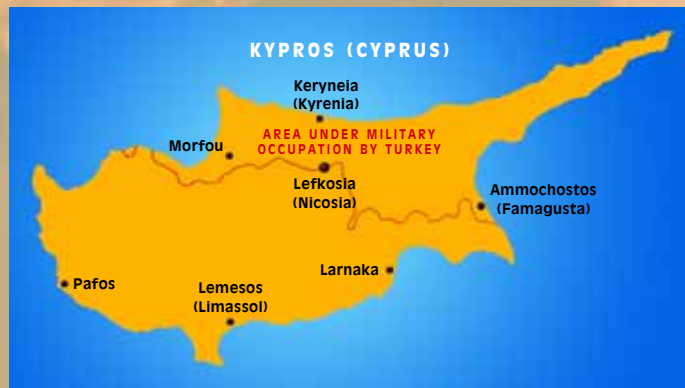 KYPROS (CYPRUS)
Keryneia
(Kyrenia)
AREA UNDER MILITARY
OCCUPATION BY TURKEY
Morfou
Lefkosia
(Nicosia)
Ammochostos
(Famagusta)
Larnaka
Pafos
Lemesos
(Limassol)